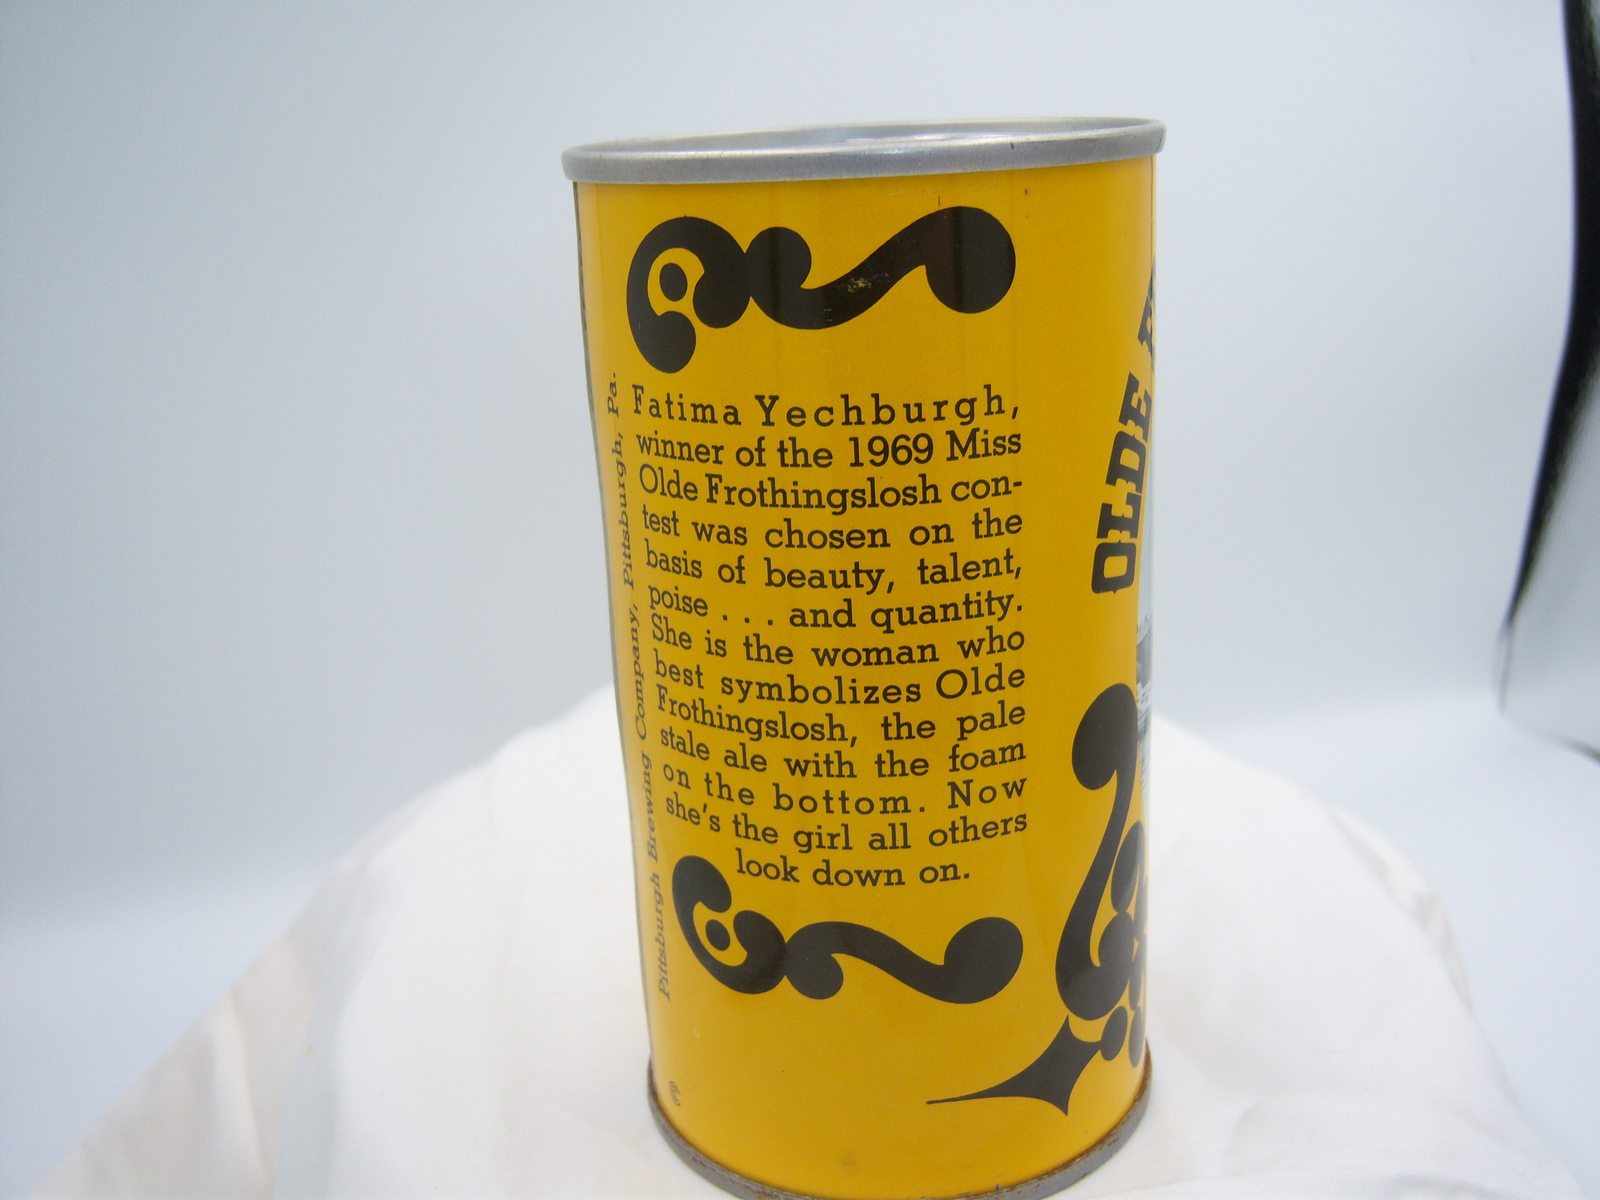 Fatima Yechburgh,
winner of the 1969 Miss
Olde Frothingslosh con-
test was chosen on the
basis of beauty, talent,
poise . . . and quantity.
She is the woman who
best symbolizes Olde
Frothingslosh, the pale
stale ale with the foam
on the bottom. Now
she's the girl all others
look down on.
Pittsburgh Brewing Company, Pittsburgh, Pa.
OLDE